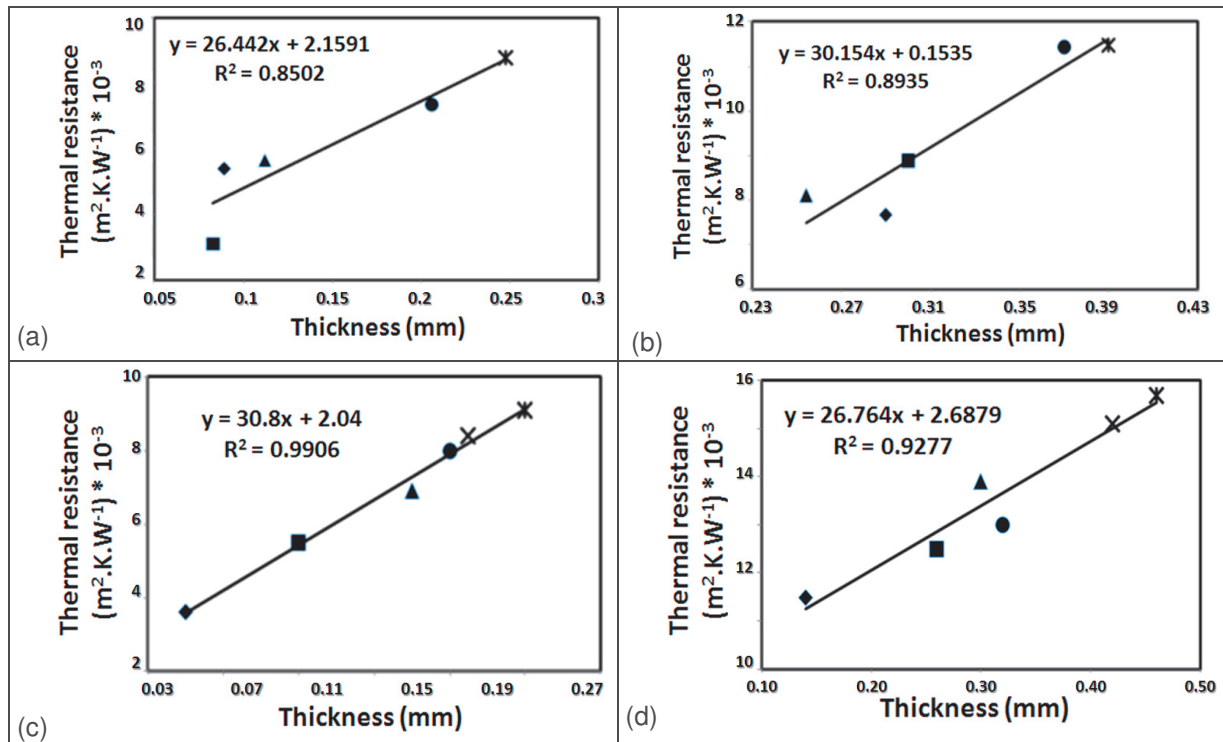 10
8
6
4
2
Thermal resistance
(m².K.W⁻¹) * 10⁻³
y = 26.442x + 2.1591
R² = 0.8502
0.05 0.1 0.15 0.2 0.25 0.3
Thickness (mm)
(a)
12
10
8
6
Thermal resistance
(m².K.W⁻¹) * 10⁻³
y = 30.154x + 0.1535
R² = 0.8935
0.23 0.27 0.31 0.35 0.39 0.43
Thickness (mm)
(b)
10
8
6
4
2
Thermal resistance
(m².K.W⁻¹) * 10⁻³
y = 30.8x + 2.04
R² = 0.9906
0.03 0.07 0.11 0.15 0.19 0.27
Thickness (mm)
(c)
16
14
12
10
Thermal resistance
(m².K.W⁻¹) * 10⁻³
y = 26.764x + 2.6879
R² = 0.9277
0.10 0.20 0.30 0.40 0.50
Thickness (mm)
(d)